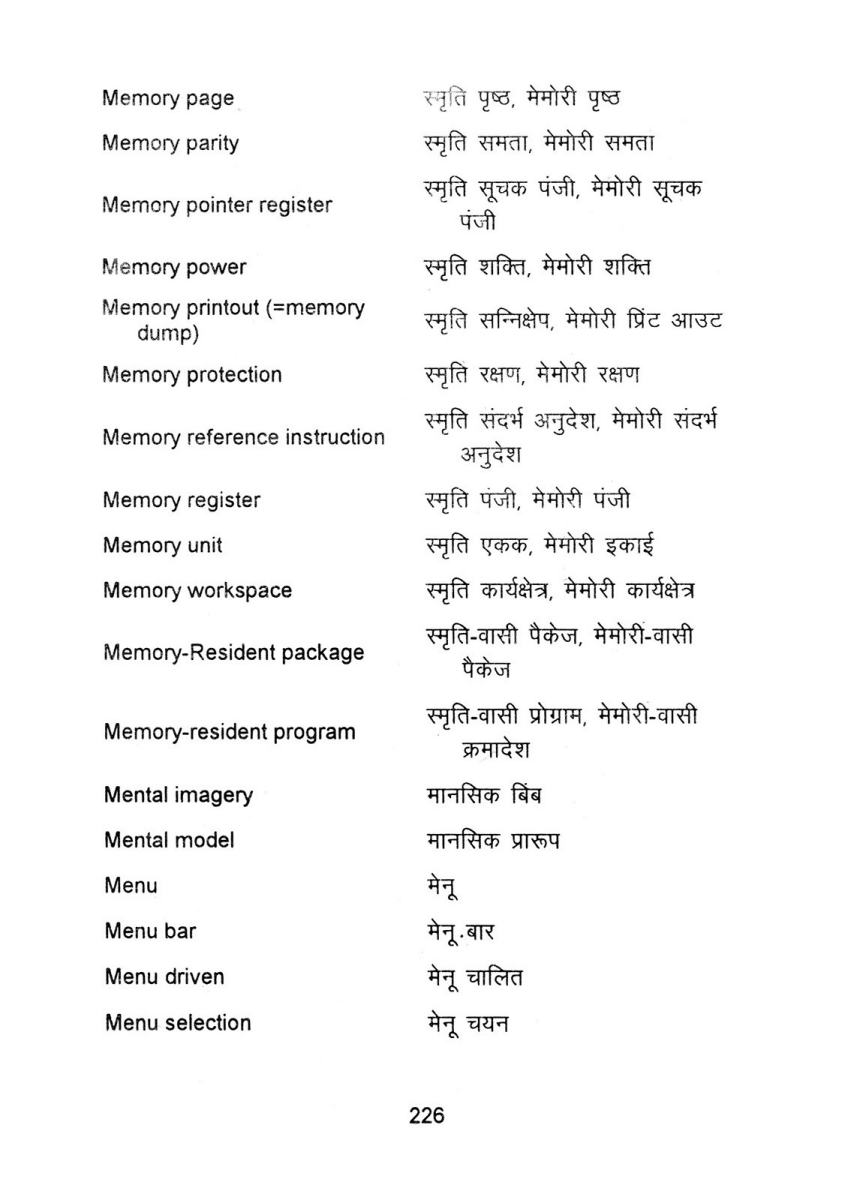 Memory page स्मृति पृष्ठ, मेमोरी पृष्ठ
Memory parity स्मृति समता, मेमोरी समता
Memory pointer register स्मृति सूचक पंजी, मेमोरी सूचक
पंजी
Memory power स्मृति शक्ति, मेमोरी शक्ति
Memory printout (=memory
dump) स्मृति सन्निक्षेप, मेमोरी प्रिंट आउट
Memory protection स्मृति रक्षण, मेमोरी रक्षण
Memory reference instruction स्मृति संदर्भ अनुदेश, मेमोरी संदर्भ
अनुदेश
Memory register स्मृति पंजी, मेमोरी पंजी
Memory unit स्मृति एकक, मेमोरी इकाई
Memory workspace स्मृति कार्यक्षेत्र, मेमोरी कार्यक्षेत्र
Memory-Resident package स्मृति-वासी पैकेज, मेमोरी-वासी
पैकेज
Memory-resident program स्मृति-वासी प्रोग्राम, मेमोरी-वासी
क्रमादेश
Mental imagery मानसिक बिंब
Mental model मानसिक प्रारूप
Menu मेनू
Menu bar मेनू बार
Menu driven मेनू चालित
Menu selection मेनू चयन
226